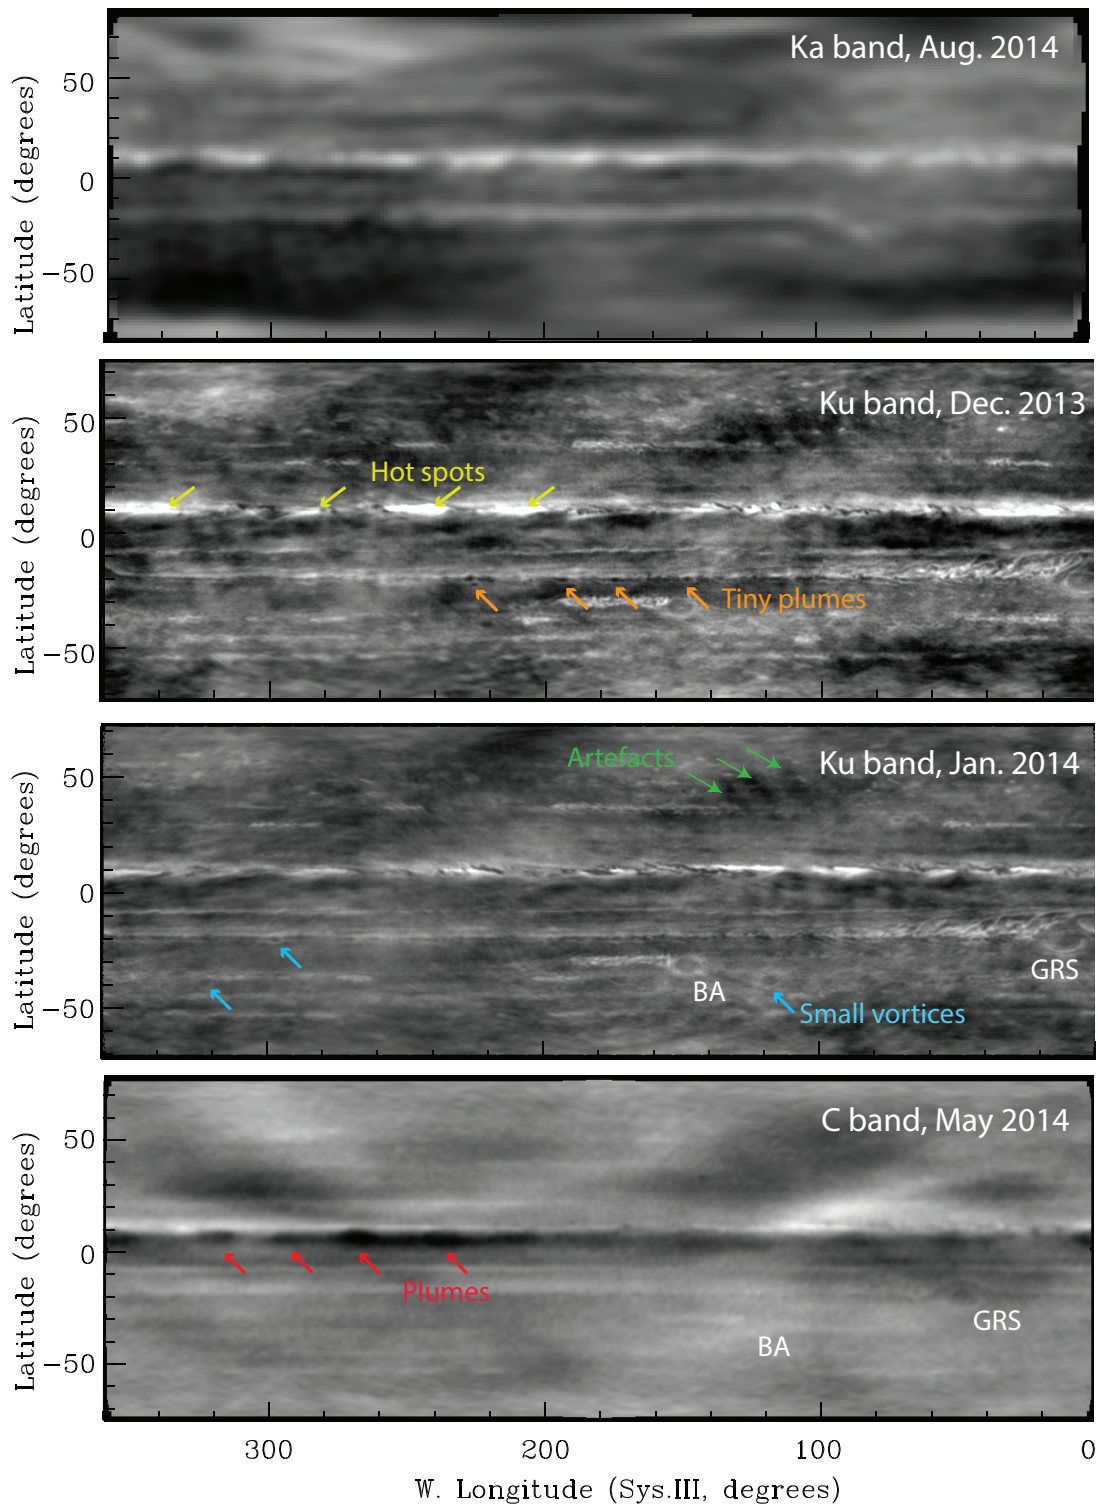 Ka band, Aug. 2014
50
0
−50
Latitude (degrees)
Ku band, Dec. 2013
50
Hot spots
0
Tiny plumes
−50
Latitude (degrees)
Artefacts
Ku band, Jan. 2014
50
0
GRS
BA
−50
Small vortices
Latitude (degrees)
C band, May 2014
50
0
Plumes
GRS
BA
−50
Latitude (degrees)
300 200 100 0
W. Longitude (Sys.III, degrees)